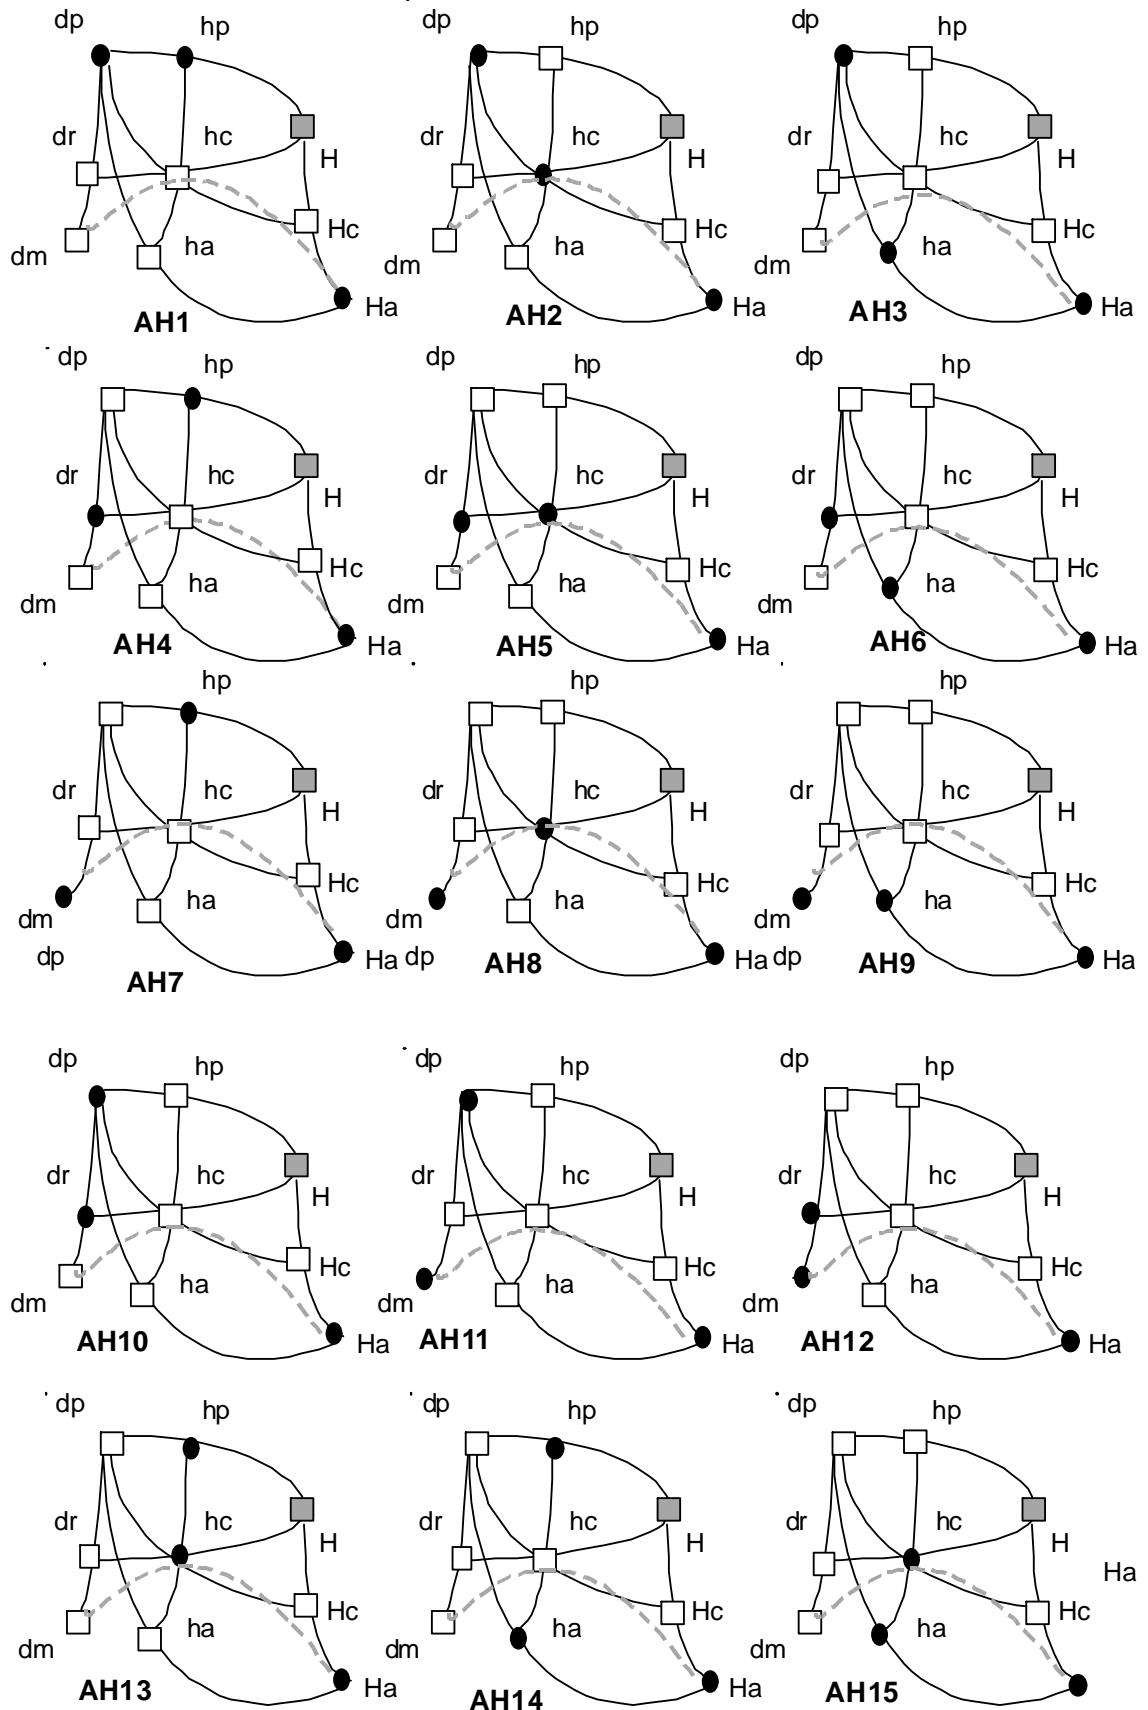 dp hp dp hp dp hp
dr hc dr hc dr hc
H H H
Hc Hc Hc
dm ha dm ha dm ha
AH1 Ha AH2 Ha AH3 Ha
dp hp dp hp dp hp
dr hc dr hc dr hc
H H H
Hc Hc Hc
dm ha dm ha dm ha
AH4 Ha AH5 Ha AH6 Ha
hp hp hp
dr hc dr hc dr hc
H H H
Hc Hc Hc
dm ha dm ha dm ha
dp AH7 Ha dp AH8 Ha dp AH9 Ha
dp hp dp hp dp hp
dr hc dr hc dr hc
H H H
Hc Hc Hc
dm ha dm ha dm ha
AH10 Ha AH11 Ha AH12 Ha
dp hp dp hp dp hp
dr hc dr hc dr hc
H H H Ha
Hc Hc Hc
dm ha dm ha dm ha
AH13 Ha AH14 Ha AH15